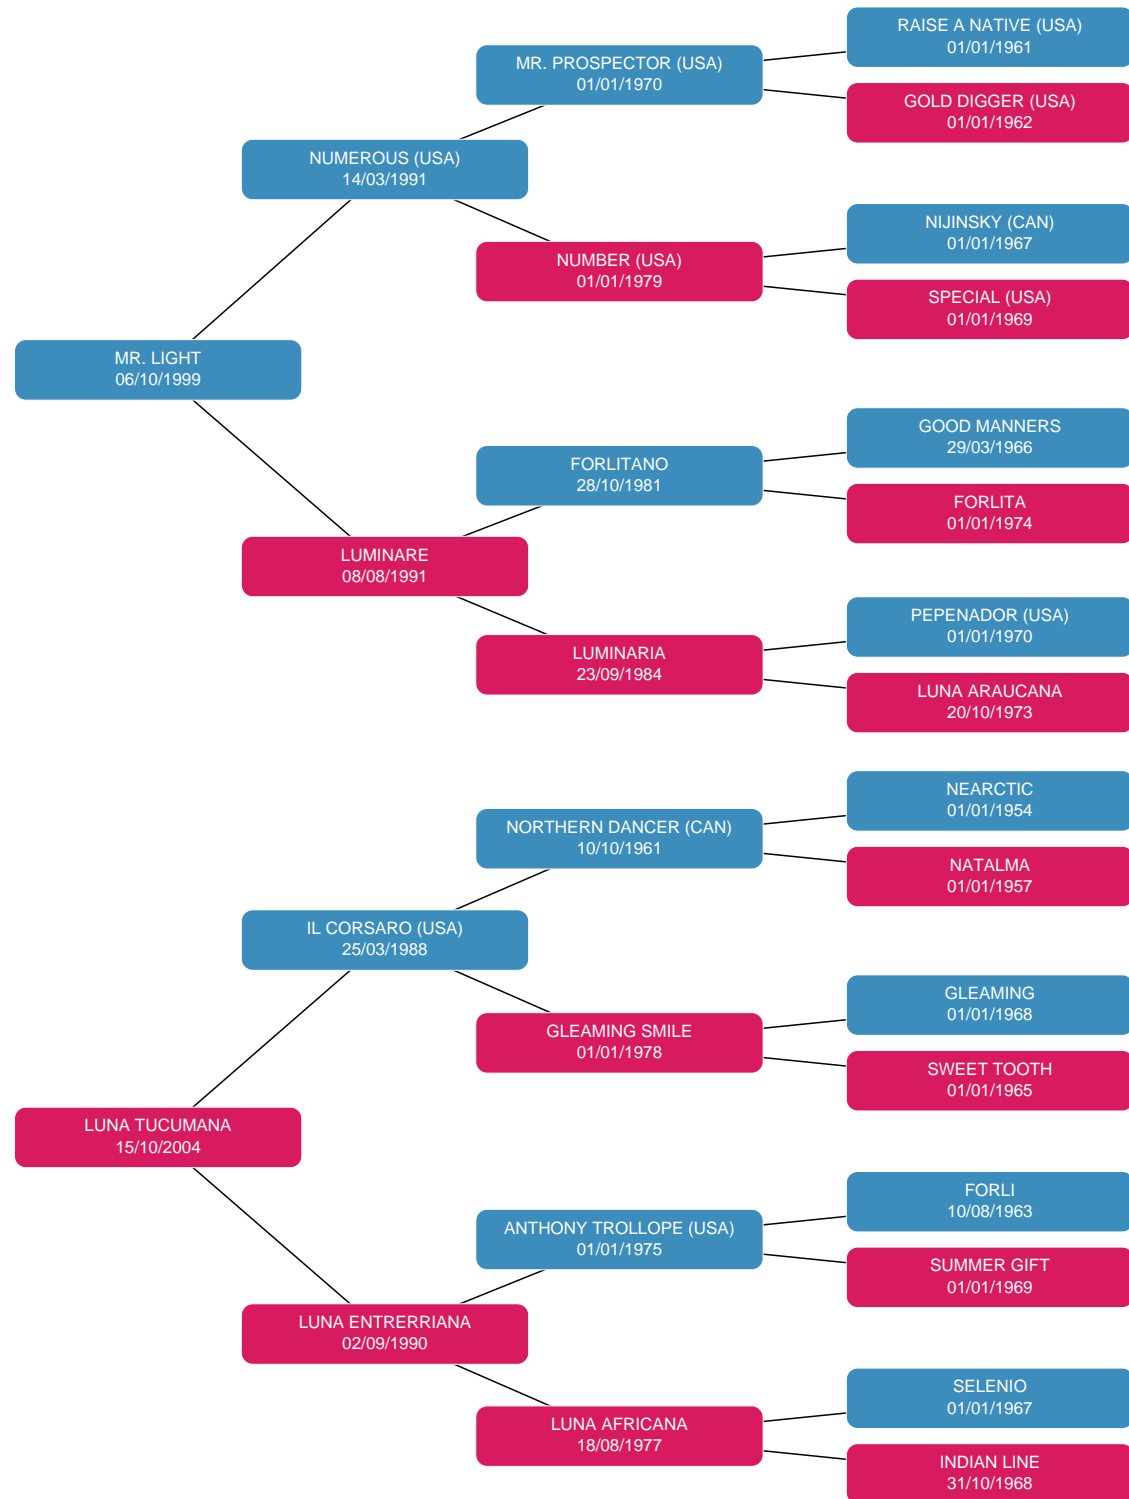 RAISE A NATIVE (USA)
01/01/1961
MR. PROSPECTOR (USA)
01/01/1970
GOLD DIGGER (USA)
01/01/1962
NUMEROUS (USA)
14/03/1991
NIJINSKY (CAN)
01/01/1967
NUMBER (USA)
01/01/1979
SPECIAL (USA)
01/01/1969
MR. LIGHT
06/10/1999
GOOD MANNERS
29/03/1966
FORLITANO
28/10/1981
FORLITA
01/01/1974
LUMINARE
08/08/1991
PEPENADOR (USA)
01/01/1970
LUMINARIA
23/09/1984
LUNA ARAUCANA
20/10/1973
NEARCTIC
01/01/1954
NORTHERN DANCER (CAN)
10/10/1961
NATALMA
01/01/1957
IL CORSARO (USA)
25/03/1988
GLEAMING
01/01/1968
GLEAMING SMILE
01/01/1978
SWEET TOOTH
01/01/1965
LUNA TUCUMANA
15/10/2004
FORLI
10/08/1963
ANTHONY TROLLOPE (USA)
01/01/1975
SUMMER GIFT
01/01/1969
LUNA ENTRERRIANA
02/09/1990
SELENIO
01/01/1967
LUNA AFRICANA
18/08/1977
INDIAN LINE
31/10/1968